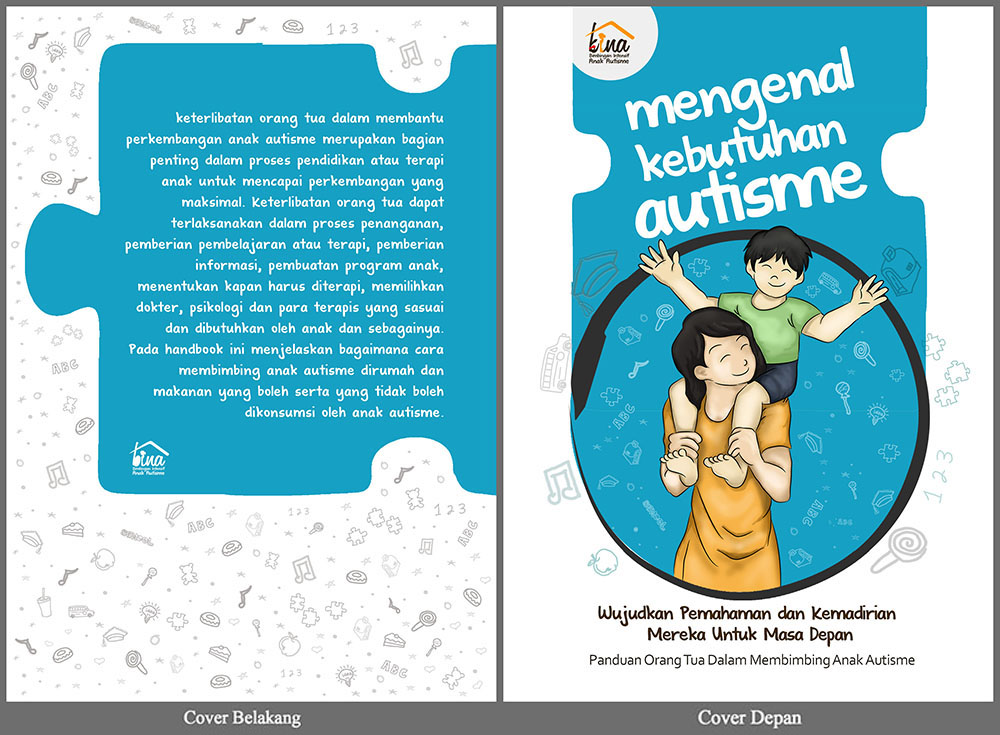 keterlibatan orang tua dalam membantu
perkembangan anak autisme merupakan bagian
penting dalam proses pendidikan atau terapi
anak untuk mencapai perkembangan yang
maksimal. Keterlibatan orang tua dapat
terlaksanakan dalam proses penanganan,
pemberian pembelajaran atau terapi, pemberian
informasi, pembuatan program anak,
menentukan kapan harus diterapi, memilihkan
dokter, psikologi dan para terapis yang sasuai
dan dibutuhkan oleh anak dan sebagainya.
Pada handbook ini menjelaskan bagaimana cara
membimbing anak autisme dirumah dan
makanan yang boleh serta yang tidak boleh
dikonsumsi oleh anak autisme.
bina
Bimbingan Intensif
Anak Autisme
Cover Belakang
bina
Bimbingan Intensif
Anak Autisme
mengenal
kebutuhan
autisme
ABC
123
Wujudkan Pemahaman dan Kemadirian
Mereka Untuk Masa Depan
Panduan Orang Tua Dalam Membimbing Anak Autisme
Cover Depan